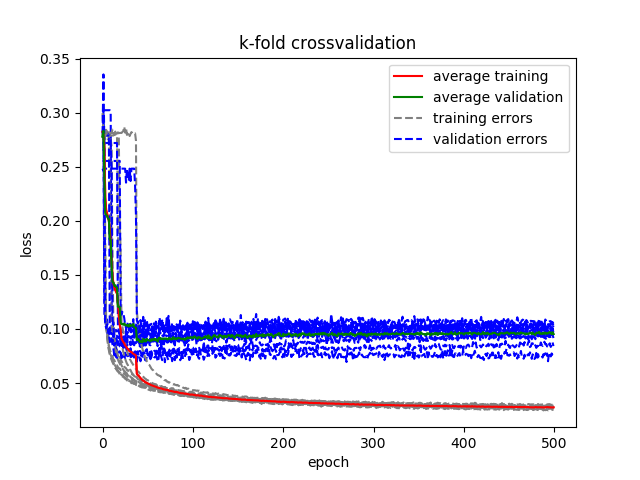 k-fold crossvalidation
0.35
0.30
0.25
0.20
0.15
0.10
0.05
loss
average training
average validation
training errors
validation errors
0 100 200 300 400 500
epoch